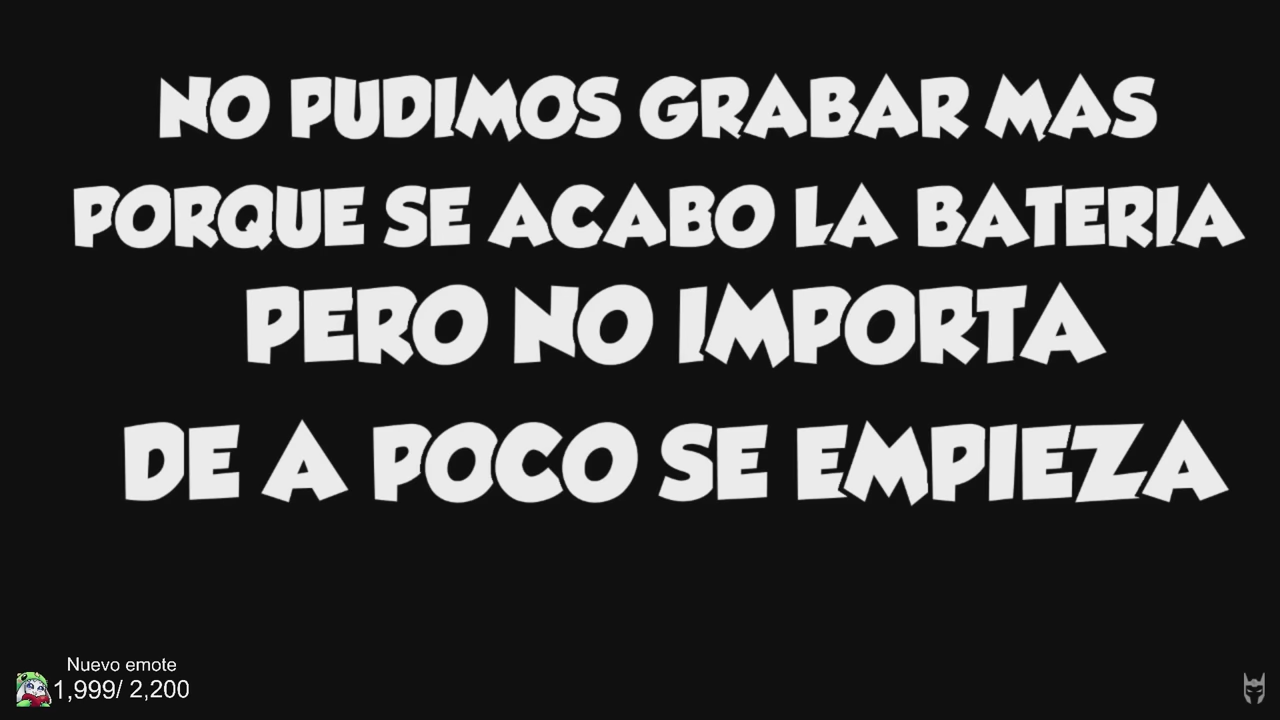 NO PUDIMOS GRABAR MAS
PORQUE SE ACABO LA BATERIA
PERO NO IMPORTA
DE A POCO SE EMPIEZA
Nuevo emote
1,999/ 2,200